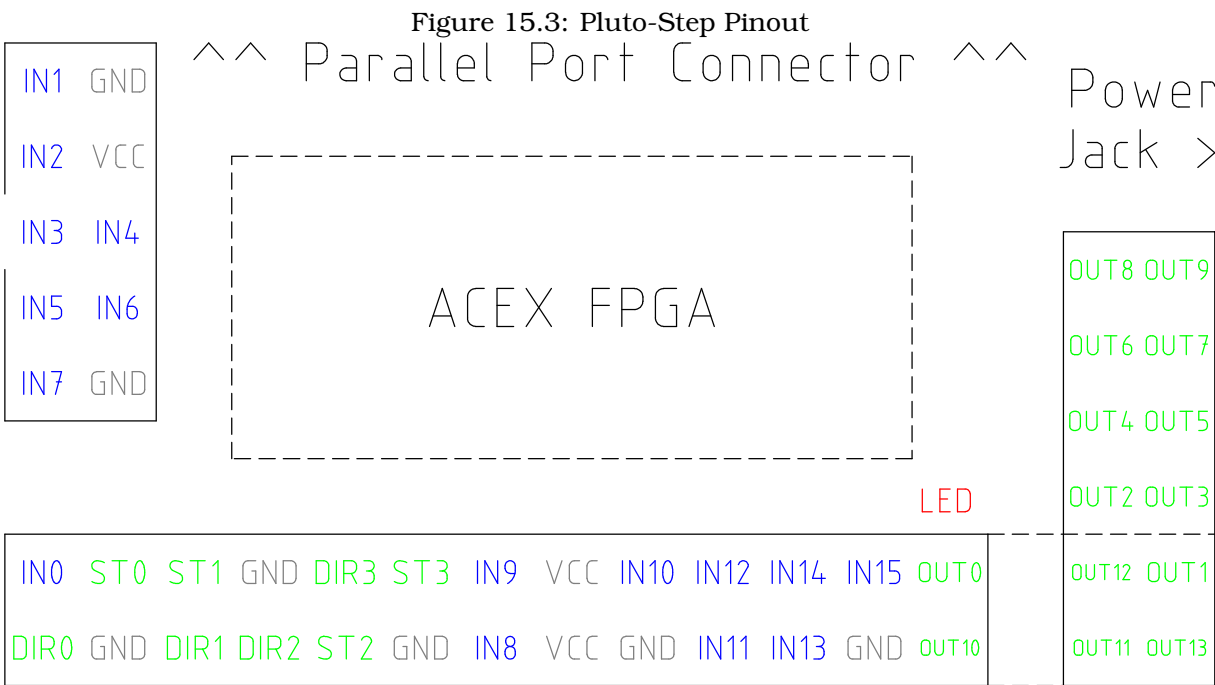 Figure 15.3: Pluto-Step Pinout
^^ Parallel Port Connector ^^
Power
Jack >
IN1 GND
IN2 VCC
IN3 IN4
IN5 IN6
IN7 GND
ACEX FPGA
OUT8 OUT9
OUT6 OUT7
OUT4 OUT5
OUT2 OUT3
LED
IN0 ST0 ST1 GND DIR3 ST3 IN9 VCC IN10 IN12 IN14 IN15 OUT0
OUT12 OUT1
DIR0 GND DIR1 DIR2 ST2 GND IN8 VCC GND IN11 IN13 GND OUT10
OUT11 OUT13